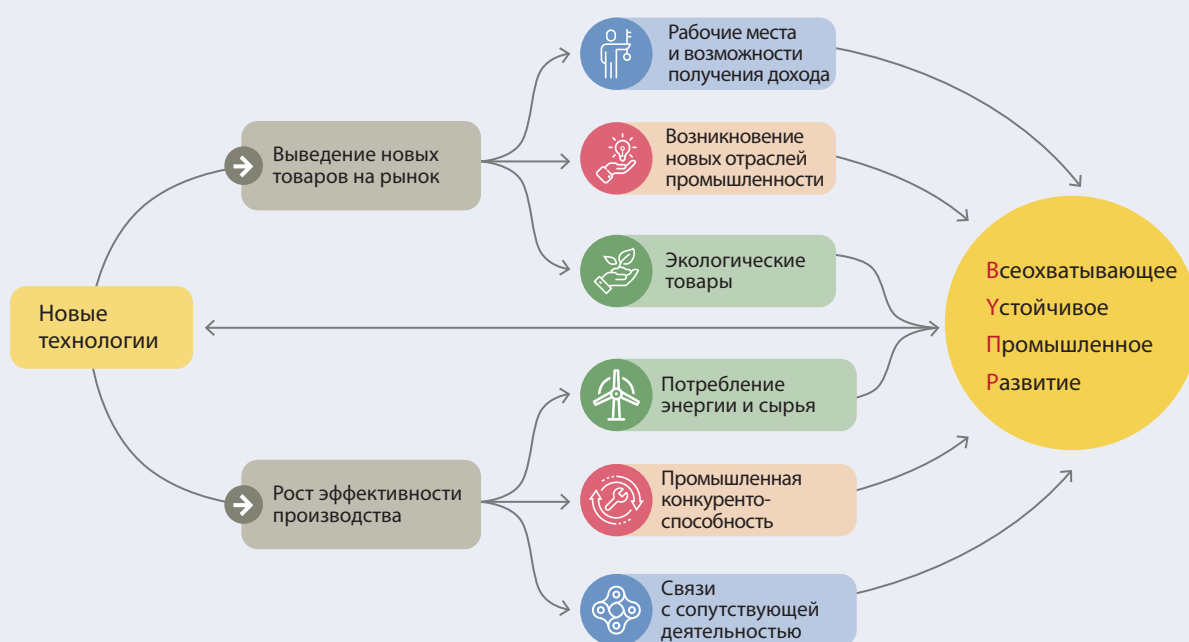 Рабочие места
и возможности
получения дохода
Выведение новых
товаров на рынок
Возникновение
новых отраслей
промышленности
Экологические
товары
Новые
технологии
Всеохватывающее
Устойчивое
Промышленное
Развитие
Потребление
энергии и сырья
Рост эффективности
производства
Промышленная
конкуренто-
способность
Связи
с сопутствующей
деятельностью